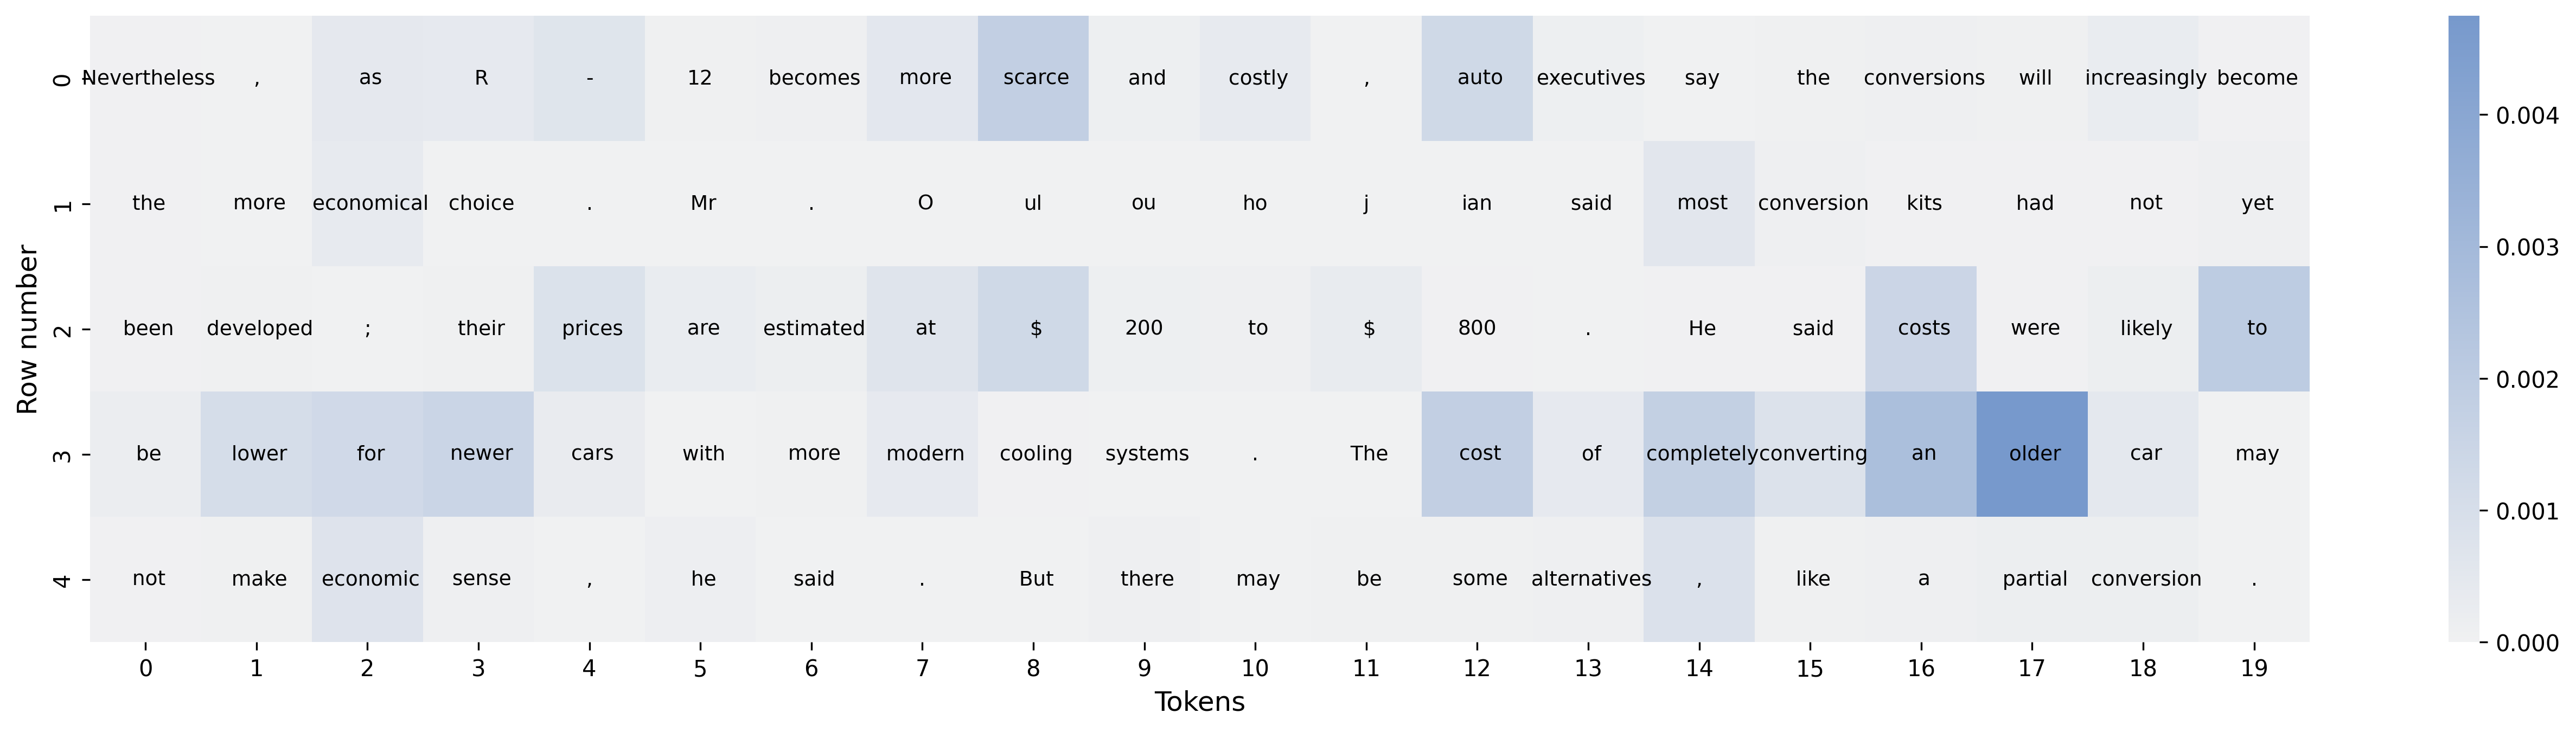 0 Nevertheless , as R - 12 becomes more scarce and costly , auto executives say the conversions will increasingly become
1 the more economical choice . Mr . O ul ou ho j ian said most conversion kits had not yet
2 been developed ; their prices are estimated at $ 200 to $ 800 . He said costs were likely to
3 be lower for newer cars with more modern cooling systems . The cost of completely converting an older car may
4 not make economic sense , he said . But there may be some alternatives , like a partial conversion .
0 1 2 3 4 5 6 7 8 9 10 11 12 13 14 15 16 17 18 19
Tokens
Row number
0.004
0.003
0.002
0.001
0.000